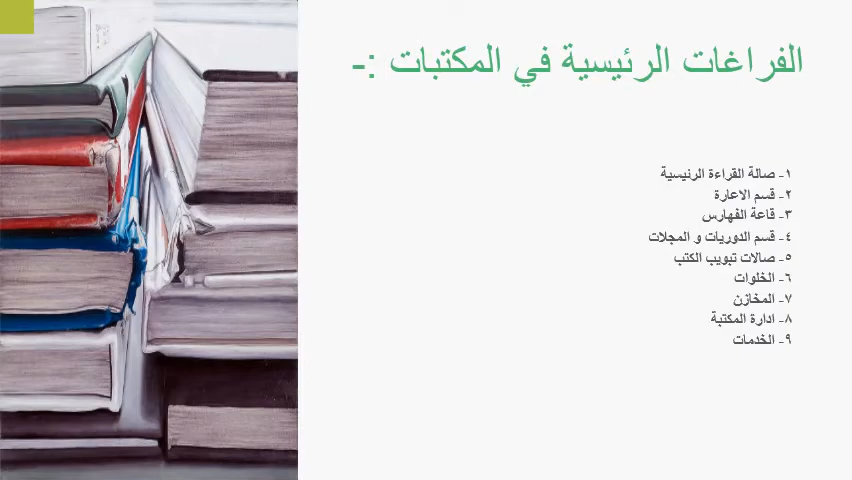 الفراغات الرئيسية في المكتبات :-
١- صالة القراءة الرئيسية
٢- قسم الاعارة
٣- قاعة الفهارس
٤- قسم الدوريات و المجلات
٥- صالات تبويب الكتب
٦- الخلوات
٧- المخازن
٨- ادارة المكتبة
٩- الخدمات